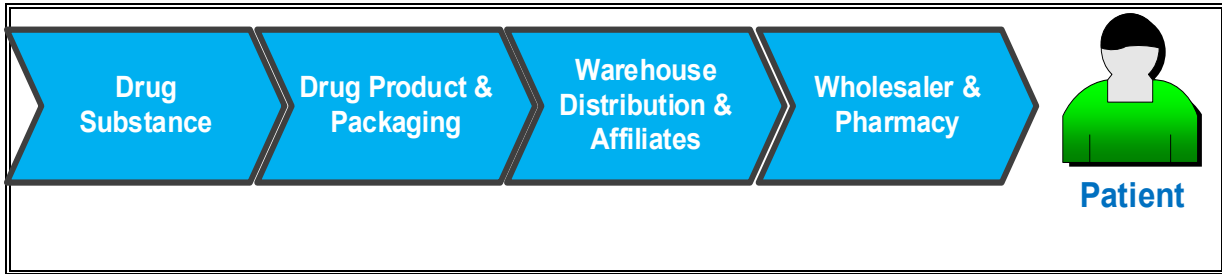 Drug
Substance
Drug Product &
Packaging
Warehouse
Distribution &
Affiliates
Wholesaler &
Pharmacy
Patient